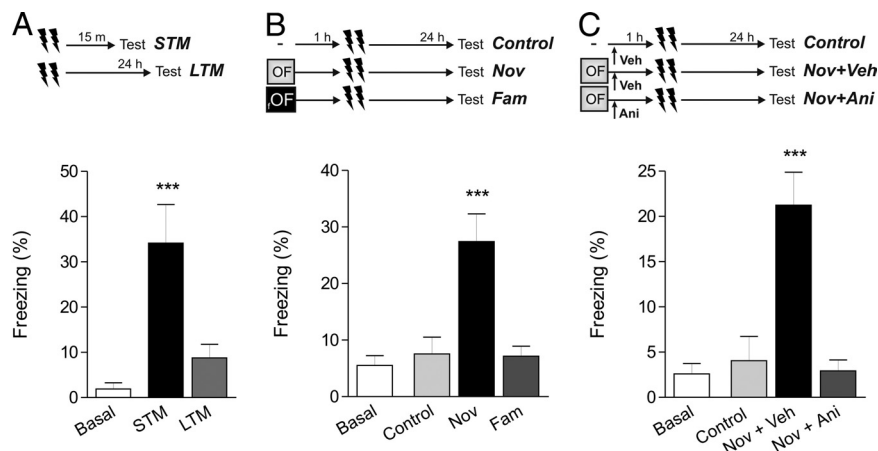 A
15 m Test STM
24 h Test LTM
Freezing (%)
50
40
30
20
10
0
***
Basal
STM
LTM
B
- 1 h 24 h Test Control
OF Test Nov
fOF Test Fam
Freezing (%)
40
30
20
10
0
***
Basal
Control
Nov
Fam
C
- 1 h 24 h Test Control
Veh
OF Test Nov+Veh
Veh
OF Test Nov+Ani
Ani
Freezing (%)
25
20
15
10
5
0
***
Basal
Control
Nov + Veh
Nov + Ani